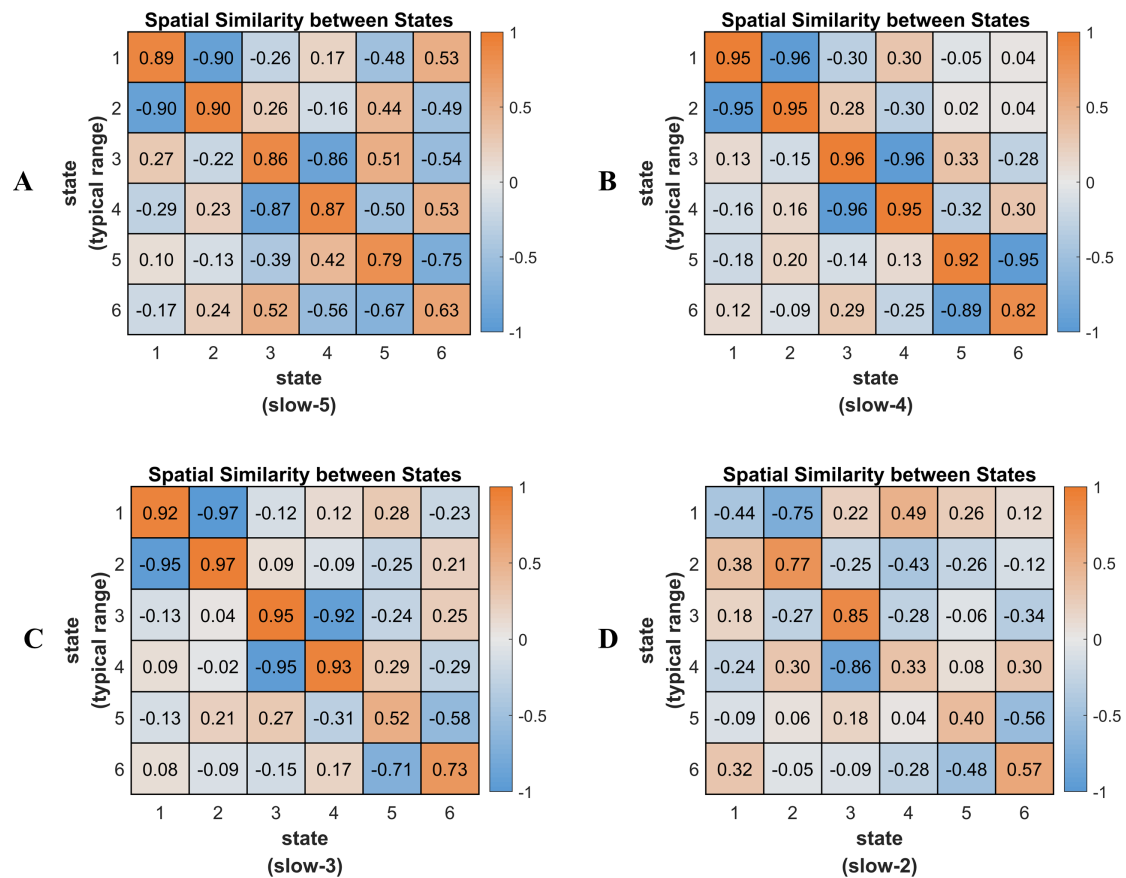 A
Spatial Similarity between States
state
(typical range)
1 0.89 -0.90 -0.26 0.17 -0.48 0.53
2 -0.90 0.90 0.26 -0.16 0.44 -0.49
3 0.27 -0.22 0.86 -0.86 0.51 -0.54
4 -0.29 0.23 -0.87 0.87 -0.50 0.53
5 0.10 -0.13 -0.39 0.42 0.79 -0.75
6 -0.17 0.24 0.52 -0.56 -0.67 0.63
1 2 3 4 5 6
state
(slow-5)
1
0.5
0
-0.5
-1
B
Spatial Similarity between States
state
(typical range)
1 0.95 -0.96 -0.30 0.30 -0.05 0.04
2 -0.95 0.95 0.28 -0.30 0.02 0.04
3 0.13 -0.15 0.96 -0.96 0.33 -0.28
4 -0.16 0.16 -0.96 0.95 -0.32 0.30
5 -0.18 0.20 -0.14 0.13 0.92 -0.95
6 0.12 -0.09 0.29 -0.25 -0.89 0.82
1 2 3 4 5 6
state
(slow-4)
1
0.5
0
-0.5
-1
C
Spatial Similarity between States
state
(typical range)
1 0.92 -0.97 -0.12 0.12 0.28 -0.23
2 -0.95 0.97 0.09 -0.09 -0.25 0.21
3 -0.13 0.04 0.95 -0.92 -0.24 0.25
4 0.09 -0.02 -0.95 0.93 0.29 -0.29
5 -0.13 0.21 0.27 -0.31 0.52 -0.58
6 0.08 -0.09 -0.15 0.17 -0.71 0.73
1 2 3 4 5 6
state
(slow-3)
1
0.5
0
-0.5
-1
D
Spatial Similarity between States
state
(typical range)
1 -0.44 -0.75 0.22 0.49 0.26 0.12
2 0.38 0.77 -0.25 -0.43 -0.26 -0.12
3 0.18 -0.27 0.85 -0.28 -0.06 -0.34
4 -0.24 0.30 -0.86 0.33 0.08 0.30
5 -0.09 0.06 0.18 0.04 0.40 -0.56
6 0.32 -0.05 -0.09 -0.28 -0.48 0.57
1 2 3 4 5 6
state
(slow-2)
1
0.5
0
-0.5
-1